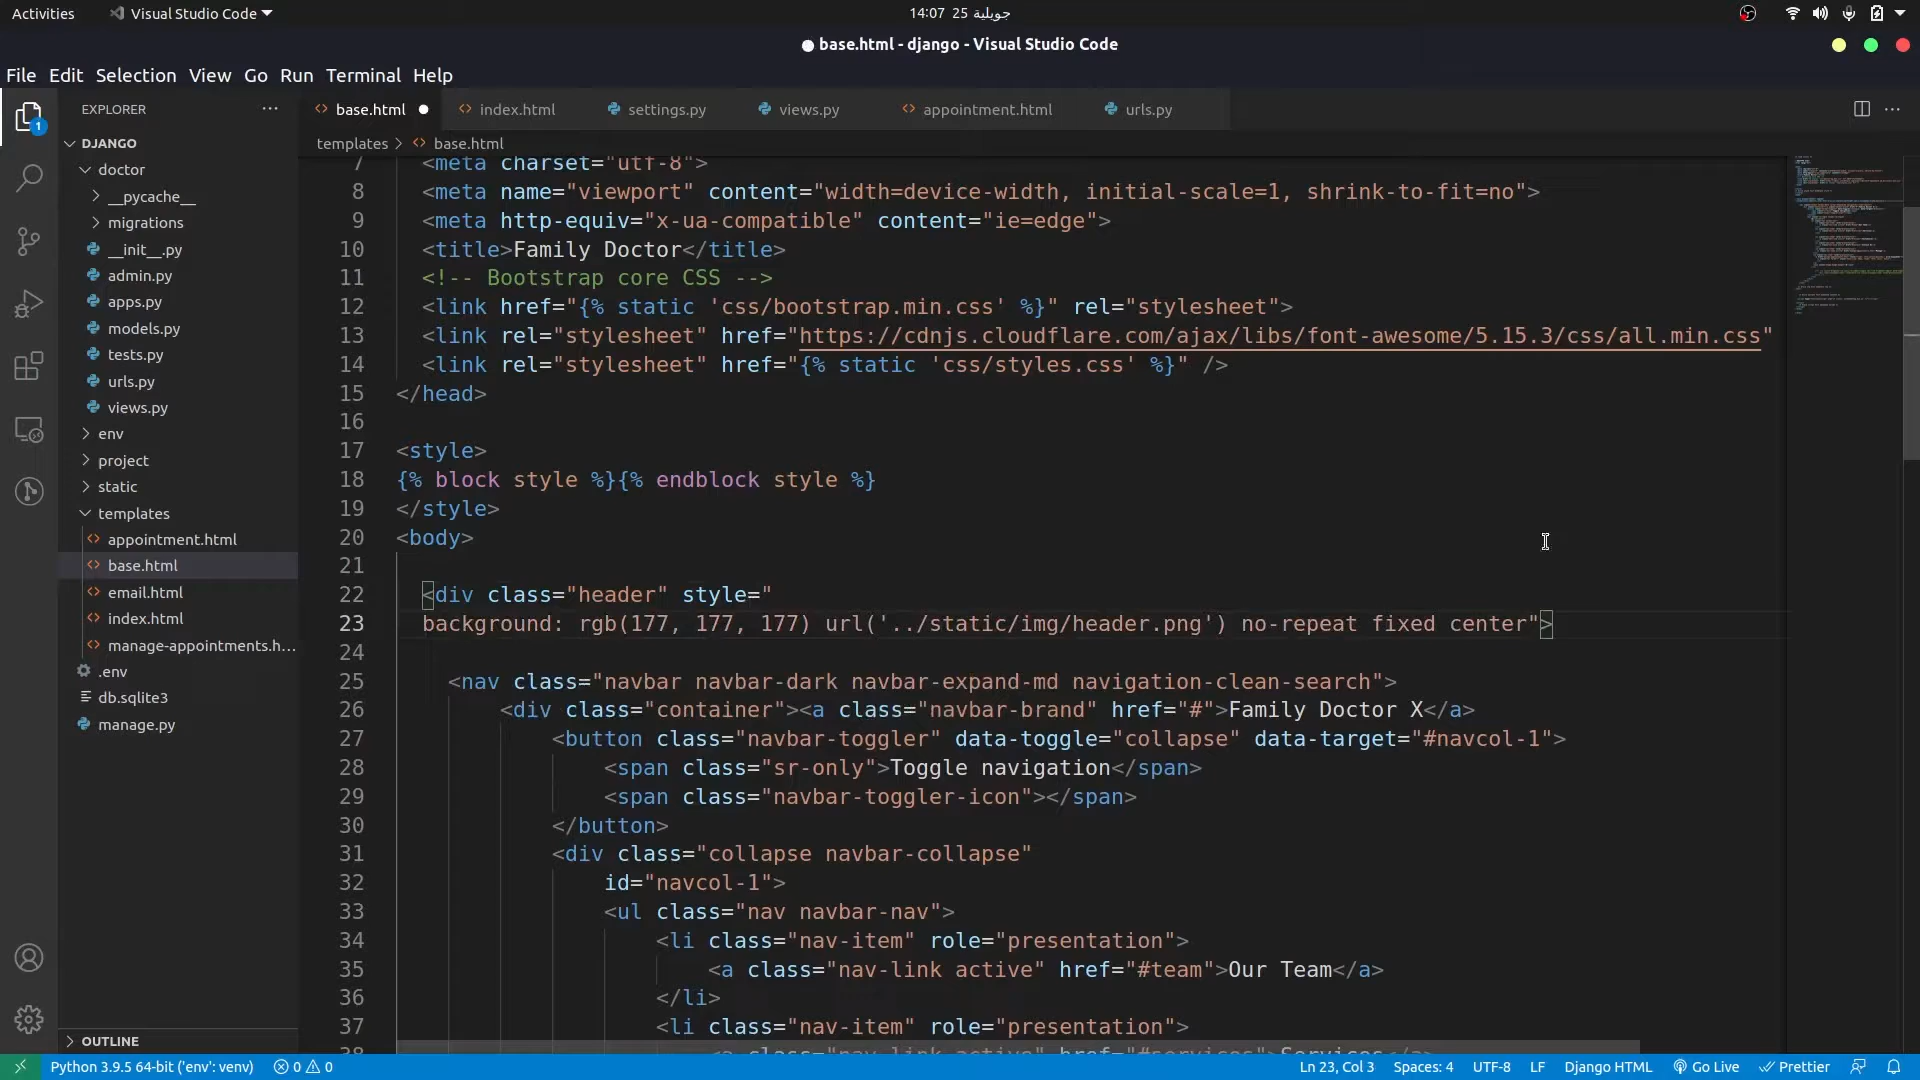 Activities
Visual Studio Code
14:07 25 جويلية
base.html - django - Visual Studio Code
File Edit Selection View Go Run Terminal Help
EXPLORER
base.html
index.html
settings.py
views.py
appointment.html
urls.py
1
DJANGO
templates > base.html
doctor
__pycache__
migrations
__init__.py
admin.py
apps.py
models.py
tests.py
urls.py
views.py
env
project
static
templates
appointment.html
base.html
email.html
index.html
manage-appointments.h...
.env
db.sqlite3
manage.py
OUTLINE
7 <meta charset="utf-8">
8 <meta name="viewport" content="width=device-width, initial-scale=1, shrink-to-fit=no">
9 <meta http-equiv="x-ua-compatible" content="ie=edge">
10 <title>Family Doctor</title>
11 <!-- Bootstrap core CSS -->
12 <link href="{% static 'css/bootstrap.min.css' %}" rel="stylesheet">
13 <link rel="stylesheet" href="https://cdnjs.cloudflare.com/ajax/libs/font-awesome/5.15.3/css/all.min.css"
14 <link rel="stylesheet" href="{% static 'css/styles.css' %}" />
15 </head>
16
17 <style>
18 {% block style %}{% endblock style %}
19 </style>
20 <body>
21
22 <div class="header" style="
23 background: rgb(177, 177, 177) url('../static/img/header.png') no-repeat fixed center">
24
25 <nav class="navbar navbar-dark navbar-expand-md navigation-clean-search">
26 <div class="container"><a class="navbar-brand" href="#">Family Doctor X</a>
27 <button class="navbar-toggler" data-toggle="collapse" data-target="#navcol-1">
28 <span class="sr-only">Toggle navigation</span>
29 <span class="navbar-toggler-icon"></span>
30 </button>
31 <div class="collapse navbar-collapse"
32 id="navcol-1">
33 <ul class="nav navbar-nav">
34 <li class="nav-item" role="presentation">
35 <a class="nav-link active" href="#team">Our Team</a>
36 </li>
37 <li class="nav-item" role="presentation">
38 <a class="nav-link active" href="#services">Services</a>
Python 3.9.5 64-bit ('env': venv)
0 0
Ln 23, Col 3
Spaces: 4
UTF-8
LF
Django HTML
Go Live
Prettier